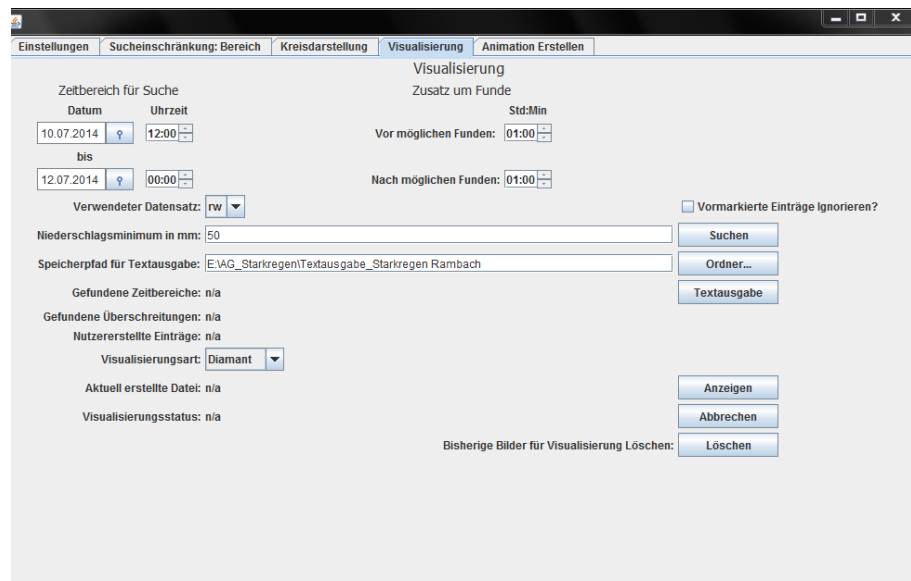 Einstellungen Sucheinschränkung: Bereich Kreisdarstellung Visualisierung Animation Erstellen
Visualisierung
Zeitbereich für Suche Zusatz um Funde
Datum Uhrzeit Std:Min
10.07.2014 12:00 Vor möglichen Funden: 01:00
bis
12.07.2014 00:00 Nach möglichen Funden: 01:00
Verwendeter Datensatz: rw Vormarkierte Einträge Ignorieren?
Niederschlagsminimum in mm: 50 Suchen
Speicherpfad für Textausgabe: E:\AG_Starkregen\Textausgabe_Starkregen Rambach Ordner...
Gefundene Zeitbereiche: n/a Textausgabe
Gefundene Überschreitungen: n/a
Nutzererstellte Einträge: n/a
Visualisierungsart: Diamant
Aktuell erstellte Datei: n/a Anzeigen
Visualisierungsstatus: n/a Abbrechen
Bisherige Bilder für Visualisierung Löschen: Löschen